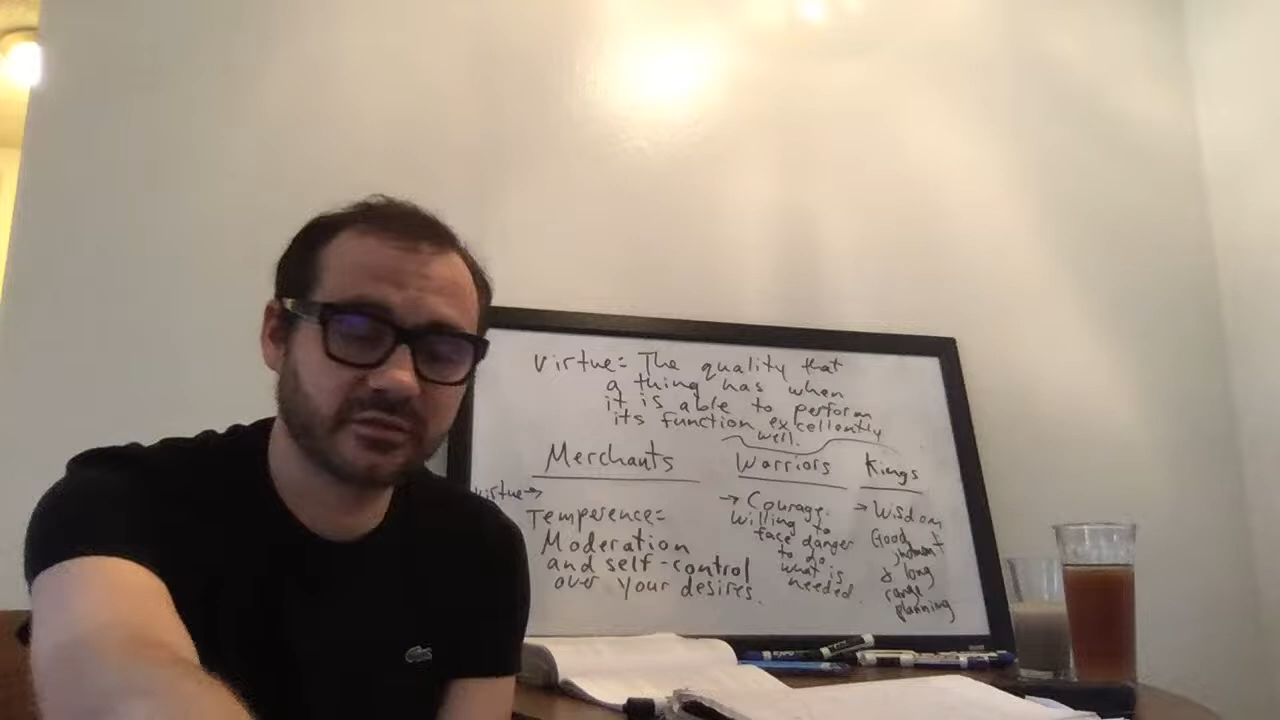 Virtue= The quality that
a thing has when
it is able to perform
its function excellently
well.
Merchants
virtue→
Temperence=
Moderation
and self-control
over your desires.
Warriors
→ Courage.
willing to
face danger
to do
what is
needed.
Kings
→ Wisdom
Good
& long
range
planning